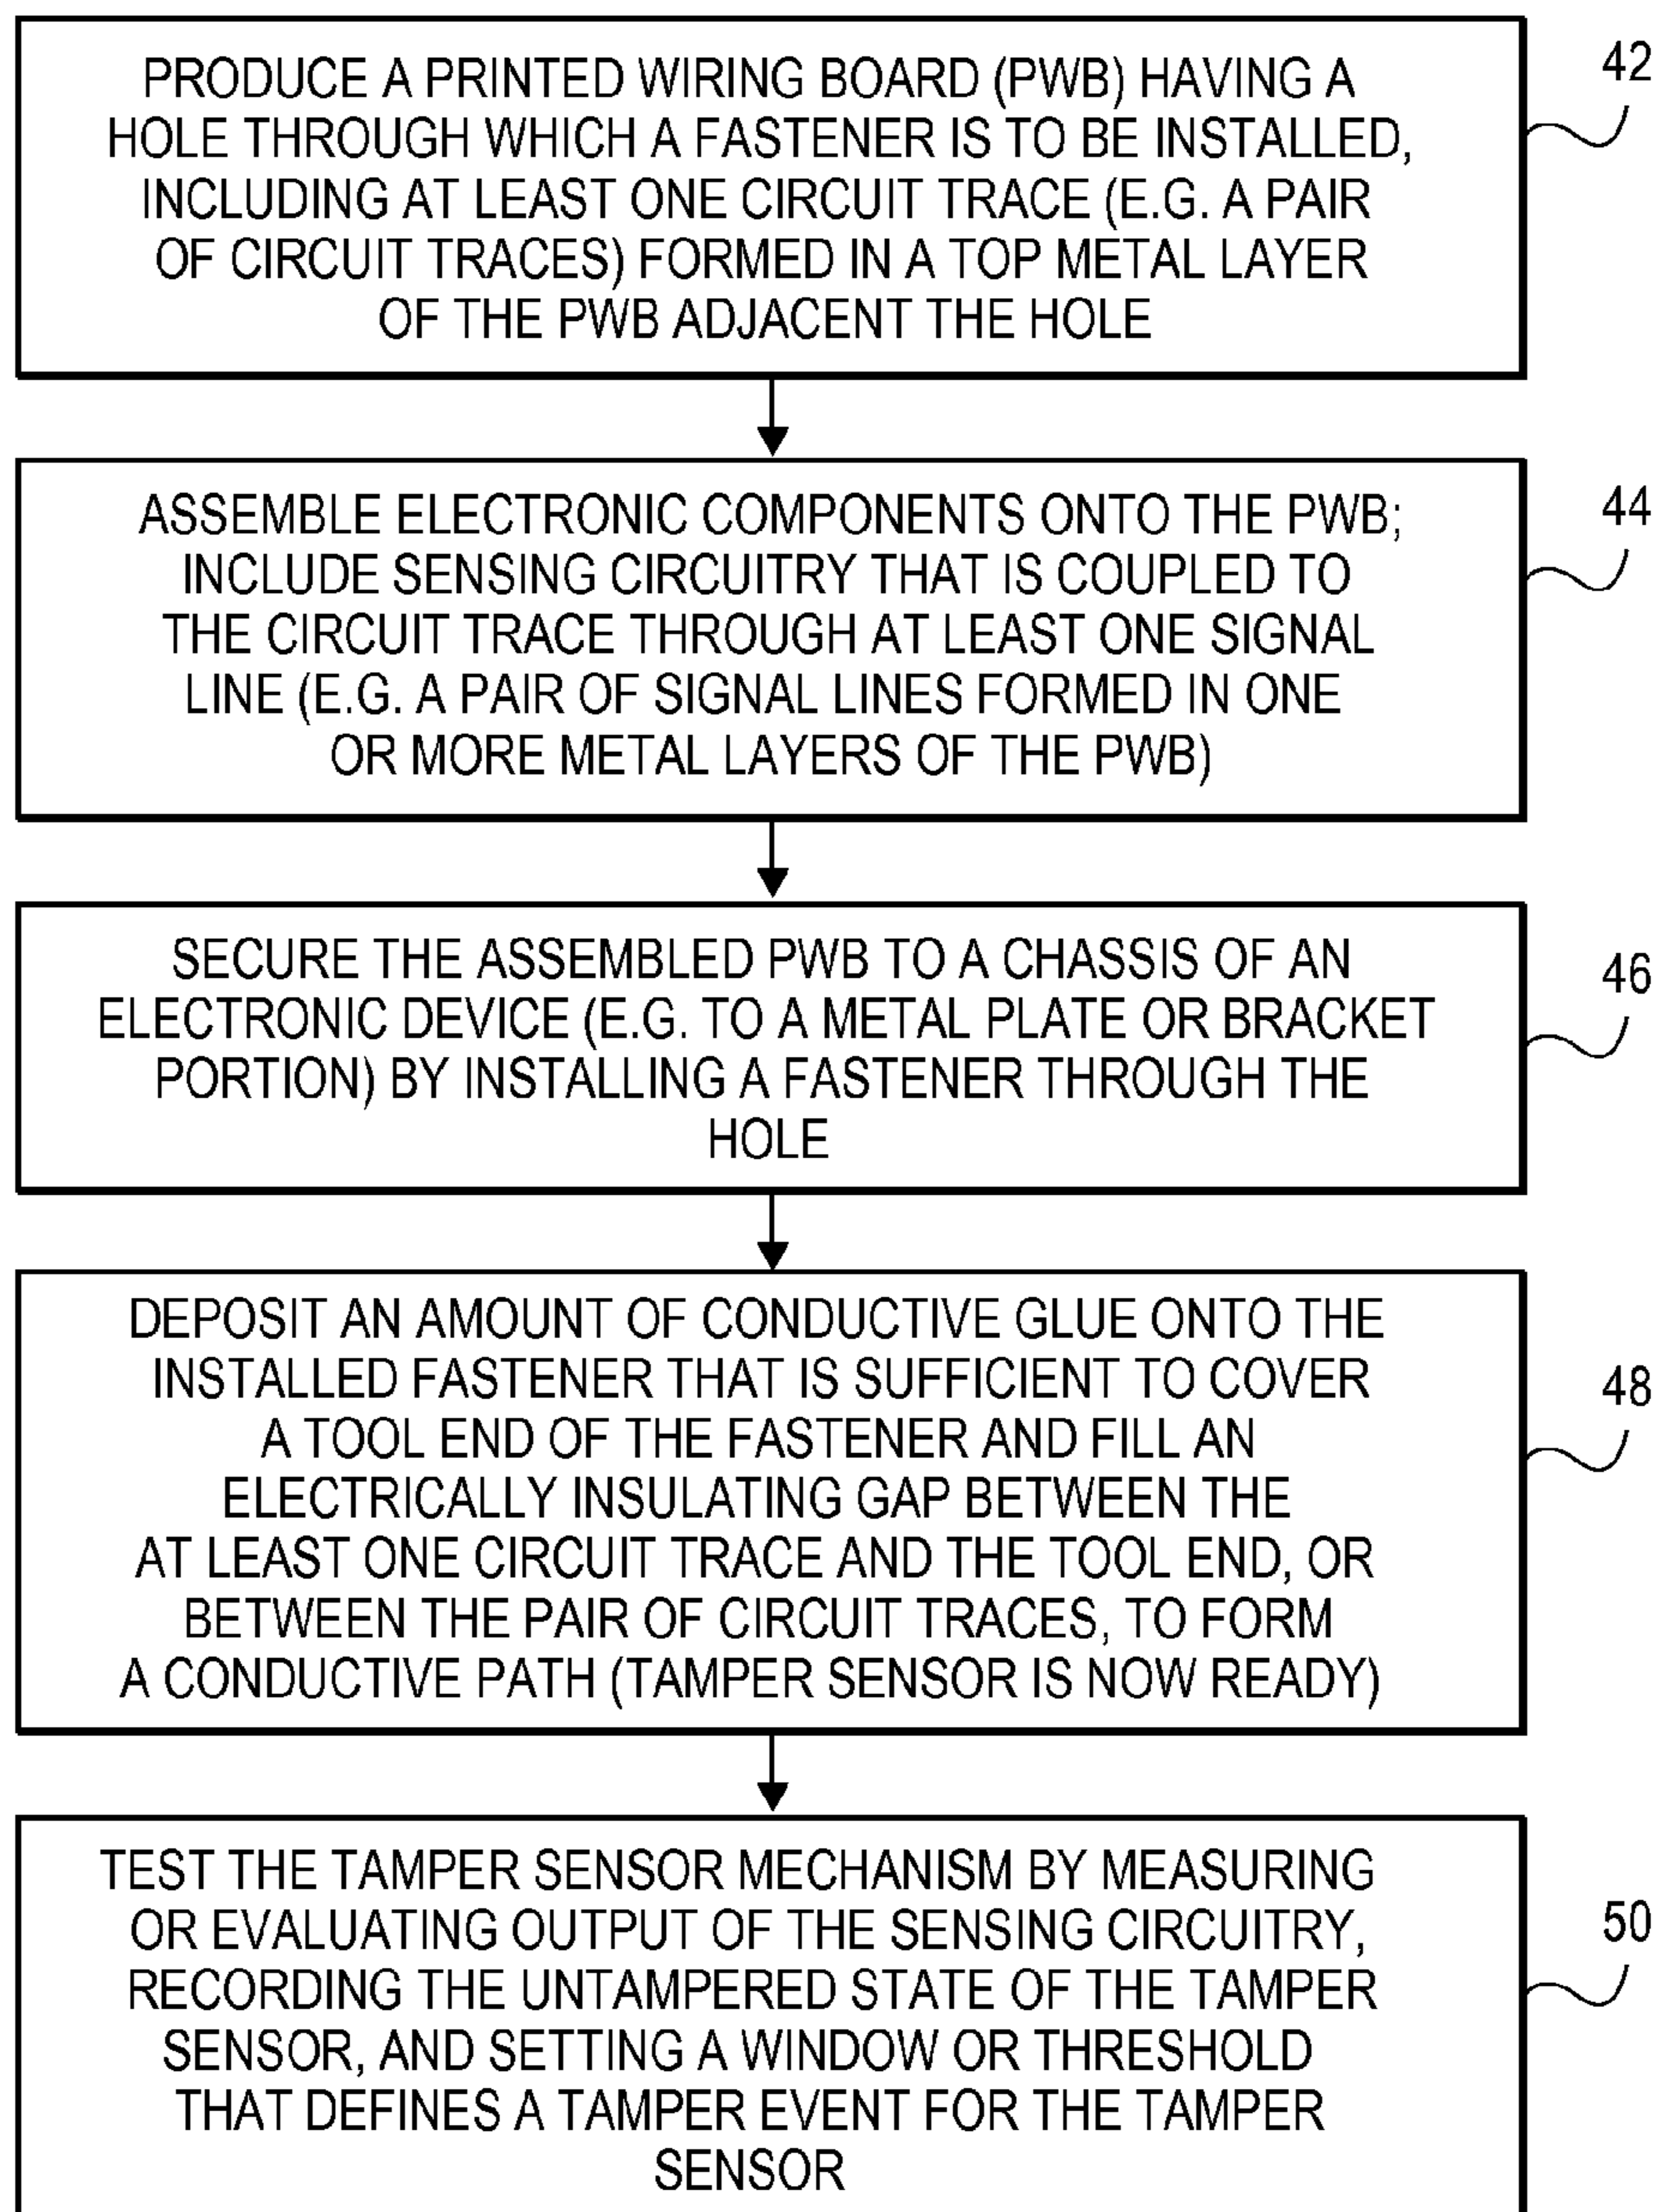 PRODUCE A PRINTED WIRING BOARD (PWB) HAVING A
HOLE THROUGH WHICH A FASTENER IS TO BE INSTALLED,
INCLUDING AT LEAST ONE CIRCUIT TRACE (E.G. A PAIR
OF CIRCUIT TRACES) FORMED IN A TOP METAL LAYER
OF THE PWB ADJACENT THE HOLE
42
ASSEMBLE ELECTRONIC COMPONENTS ONTO THE PWB;
INCLUDE SENSING CIRCUITRY THAT IS COUPLED TO
THE CIRCUIT TRACE THROUGH AT LEAST ONE SIGNAL
LINE (E.G. A PAIR OF SIGNAL LINES FORMED IN ONE
OR MORE METAL LAYERS OF THE PWB)
44
SECURE THE ASSEMBLED PWB TO A CHASSIS OF AN
ELECTRONIC DEVICE (E.G. TO A METAL PLATE OR BRACKET
PORTION) BY INSTALLING A FASTENER THROUGH THE
HOLE
46
DEPOSIT AN AMOUNT OF CONDUCTIVE GLUE ONTO THE
INSTALLED FASTENER THAT IS SUFFICIENT TO COVER
A TOOL END OF THE FASTENER AND FILL AN
ELECTRICALLY INSULATING GAP BETWEEN THE
AT LEAST ONE CIRCUIT TRACE AND THE TOOL END, OR
BETWEEN THE PAIR OF CIRCUIT TRACES, TO FORM
A CONDUCTIVE PATH (TAMPER SENSOR IS NOW READY)
48
TEST THE TAMPER SENSOR MECHANISM BY MEASURING
OR EVALUATING OUTPUT OF THE SENSING CIRCUITRY,
RECORDING THE UNTAMPERED STATE OF THE TAMPER
SENSOR, AND SETTING A WINDOW OR THRESHOLD
THAT DEFINES A TAMPER EVENT FOR THE TAMPER
SENSOR
50